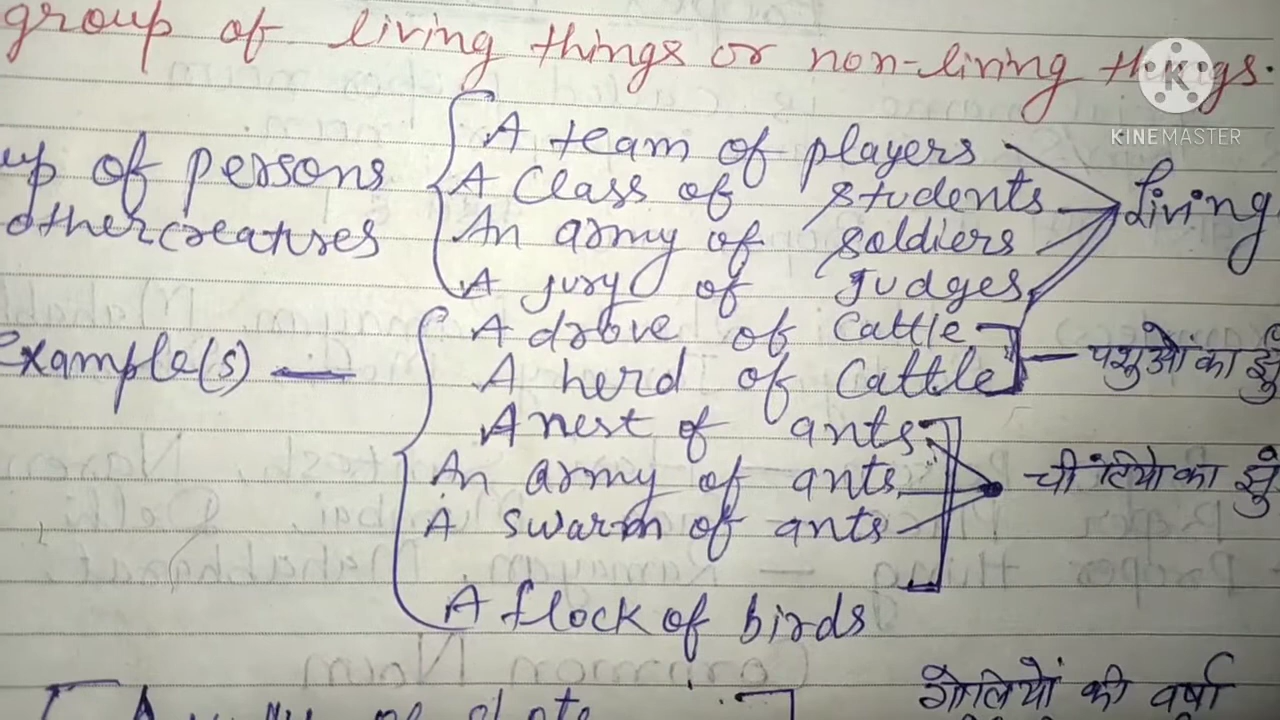 group of living things or non-living things.
KINEMASTER
A team of players
up of persons A Class of students Living
other creatures An army of soldiers
A jury of judges
A drove of cattle
Example(s) — A herd of cattle — पशुओं का
A nest of ants
An army of ants चींटियो का
A swarm of ants
A flock of birds
गोलियों की वर्षा